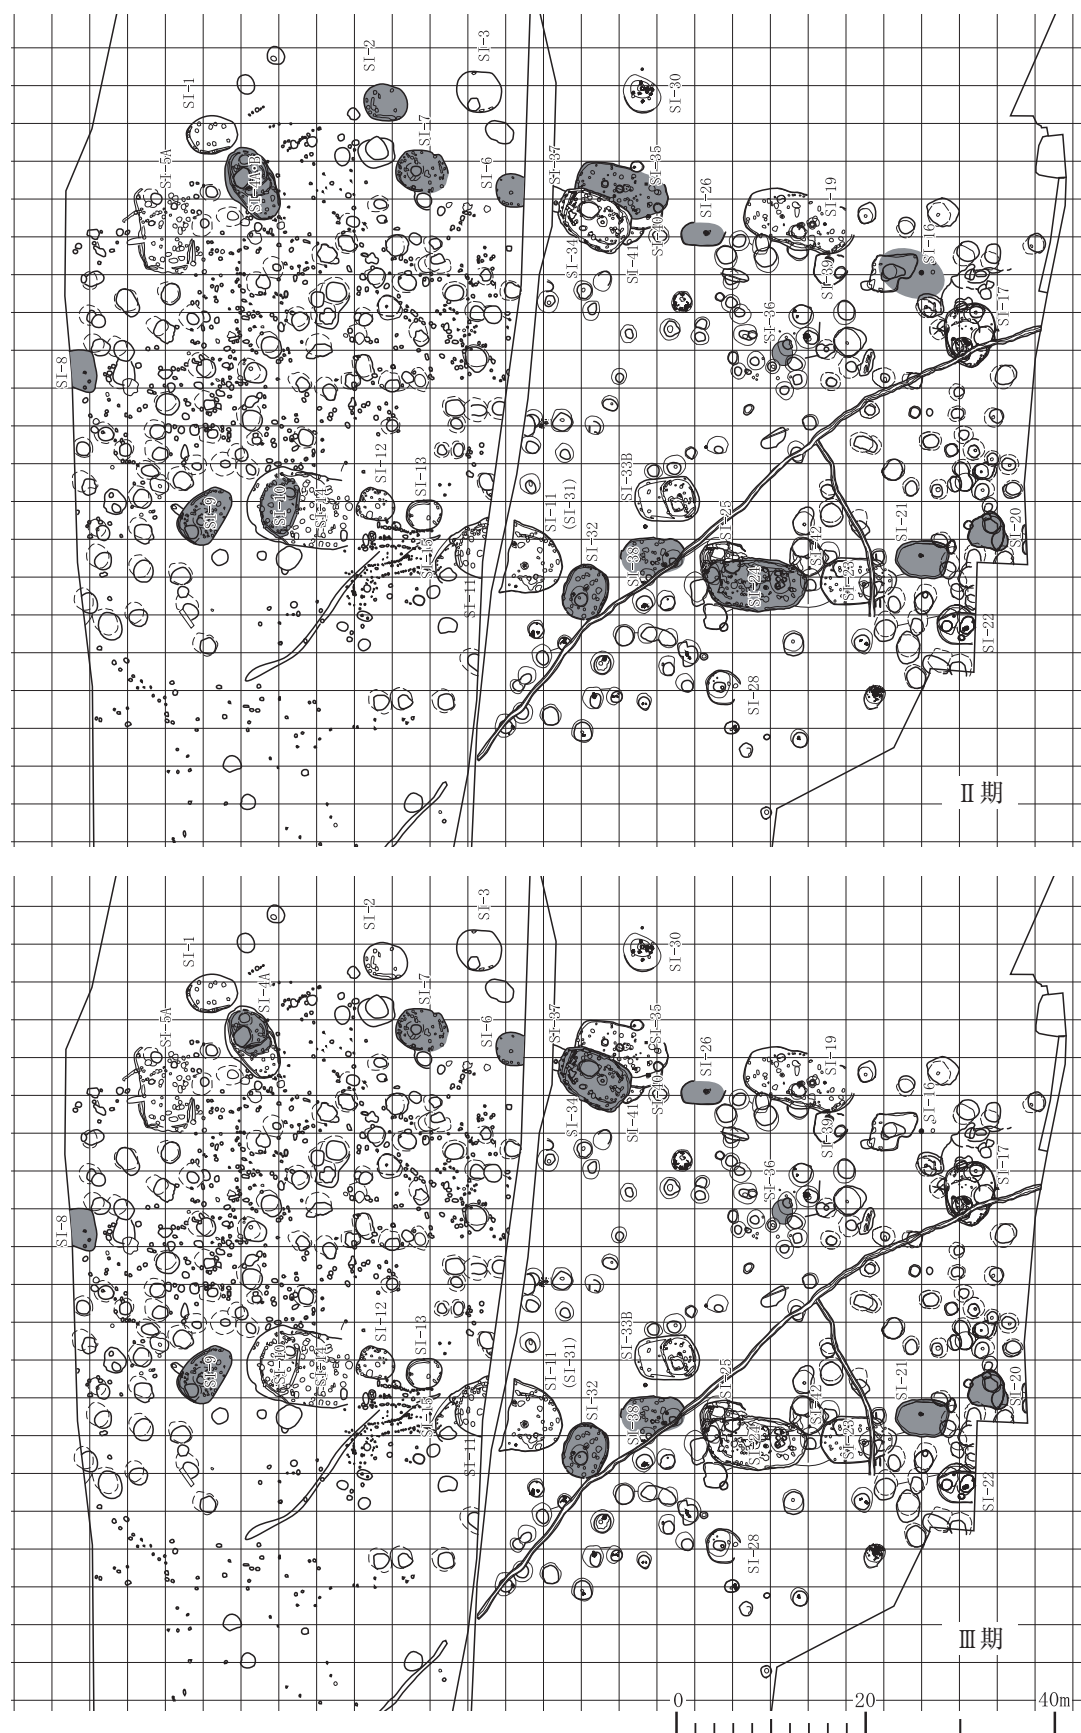 SI-1
SI-2
SI-3
SI-30
SI-5A
SI-4A・B
SI-7
SI-6
SI-37
SI-35
SI-26
SI-19
SI-16
SI-34
SI-41
SI-39
SI-36
SI-17
SI-8
SI-9
SI-10
SI-12
SI-13
SI-11
(SI-31)
SI-33B
SI-32
SI-38
SI-25
SI-24
SI-42
SI-23
SI-21
SI-20
SI-15
SI-11
SI-22
SI-28
Ⅱ期
SI-1
SI-2
SI-3
SI-30
SI-5A
SI-4A
SI-7
SI-6
SI-37
SI-35
SI-26
SI-19
SI-16
SI-34
SI-41
SI-39
SI-36
SI-17
SI-8
SI-9
SI-10
SI-12
SI-13
SI-11
(SI-31)
SI-33B
SI-32
SI-38
SI-25
SI-24
SI-42
SI-23
SI-21
SI-20
SI-15
SI-11
SI-22
SI-28
Ⅲ期
0 20 40m